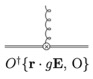 O†{r · gE, O}